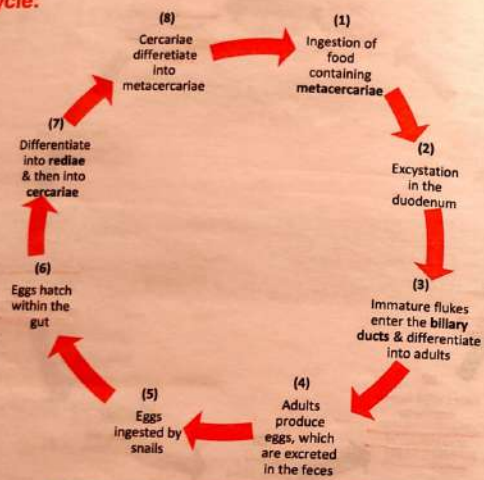 cycle.
(1)
Ingestion of
food
containing
metacercariae
(2)
Excystation
in the
duodenum
(3)
Immature flukes
enter the biliary
ducts & differentiate
into adults
(4)
Adults
produce
eggs, which
are excreted
in the feces
(5)
Eggs
ingested by
snails
(6)
Eggs hatch
within the
gut
(7)
Differentiate
into rediae
& then into
cercariae
(8)
Cercariae
differetiate
into
metacercariae